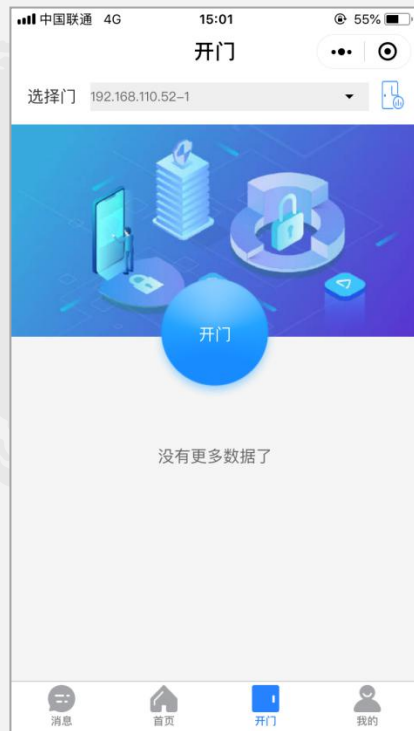 中国联通 4G 15:01 55%
开门
选择门 192.168.110.52-1
开门
没有更多数据了
消息 首页 开门 我的